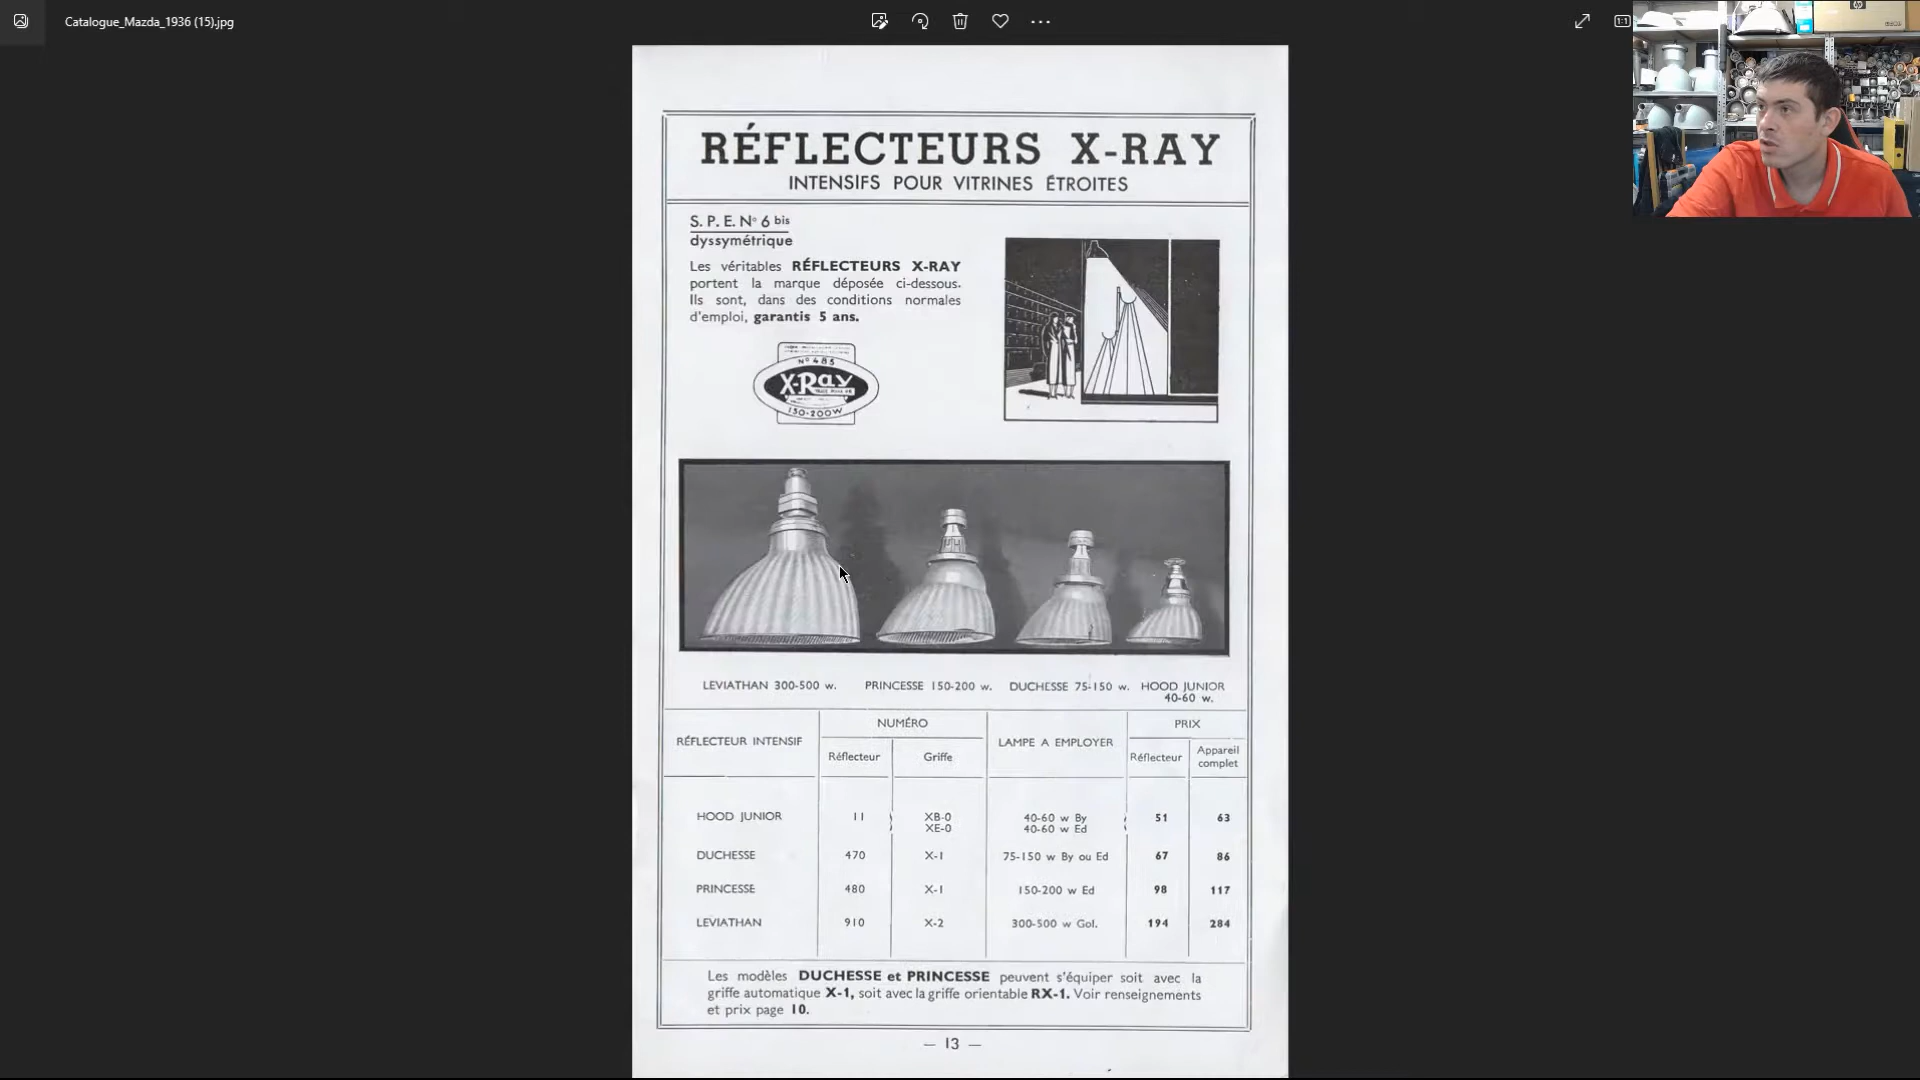 Catalogue_Mazda_1936 (15).jpg
RÉFLECTEURS X-RAY
INTENSIFS POUR VITRINES ÉTROITES
S. P. E. N° 6 bis
dyssymétrique
Les véritables RÉFLECTEURS X-RAY
portent la marque déposée ci-dessous.
Ils sont, dans des conditions normales
d'emploi, garantis 5 ans.
N° 485
X-Ray
150-200W
LEVIATHAN 300-500 w. PRINCESSE 150-200 w. DUCHESSE 75-150 w. HOOD JUNIOR
40-60 w.
RÉFLECTEUR INTENSIF NUMÉRO LAMPE A EMPLOYER PRIX
Réflecteur Griffe Réflecteur Appareil
complet
HOOD JUNIOR 11 XB-0 40-60 w By 51 63
XE-0 40-60 w Ed
DUCHESSE 470 X-1 75-150 w By ou Ed 67 86
PRINCESSE 480 X-1 150-200 w Ed 98 117
LEVIATHAN 910 X-2 300-500 w Gol. 194 284
Les modèles DUCHESSE et PRINCESSE peuvent s'équiper soit avec la
griffe automatique X-1, soit avec la griffe orientable RX-1. Voir renseignements
et prix page 10.
— 13 —